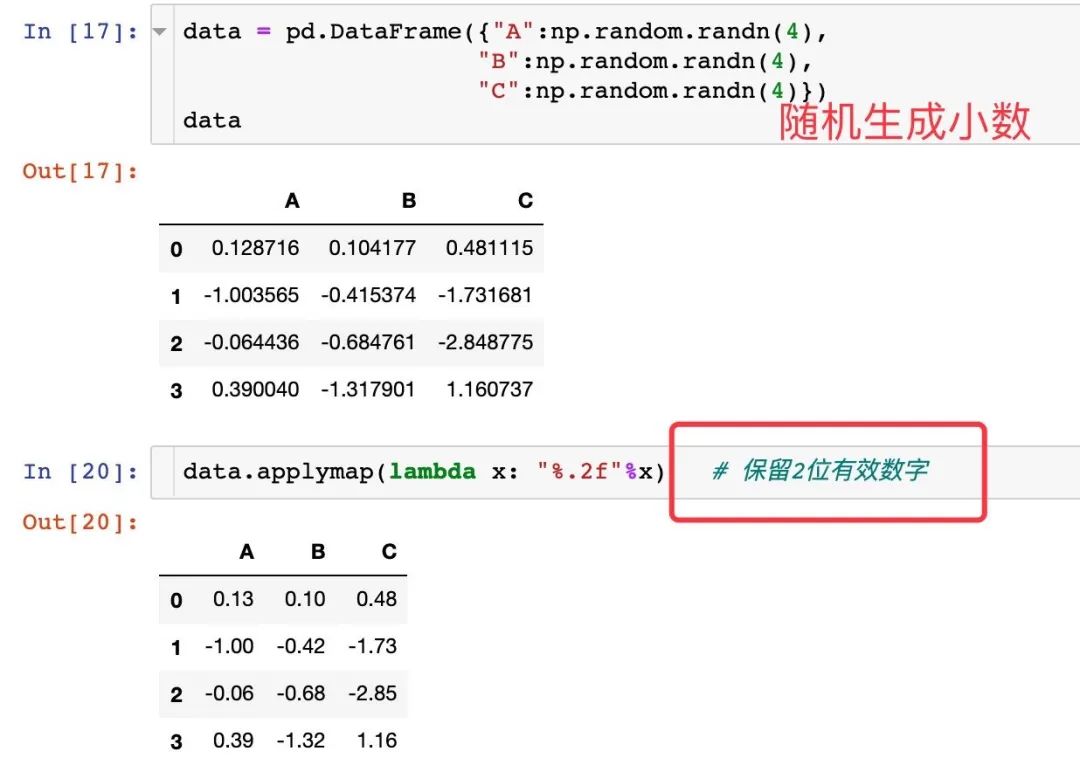 In [17]: data = pd.DataFrame({"A":np.random.randn(4),
"B":np.random.randn(4),
"C":np.random.randn(4)})
data
随机生成小数
Out[17]:
A B C
0 0.128716 0.104177 0.481115
1 -1.003565 -0.415374 -1.731681
2 -0.064436 -0.684761 -2.848775
3 0.390040 -1.317901 1.160737
In [20]: data.applymap(lambda x: "%.2f"%x) # 保留2位有效数字
Out[20]:
A B C
0 0.13 0.10 0.48
1 -1.00 -0.42 -1.73
2 -0.06 -0.68 -2.85
3 0.39 -1.32 1.16